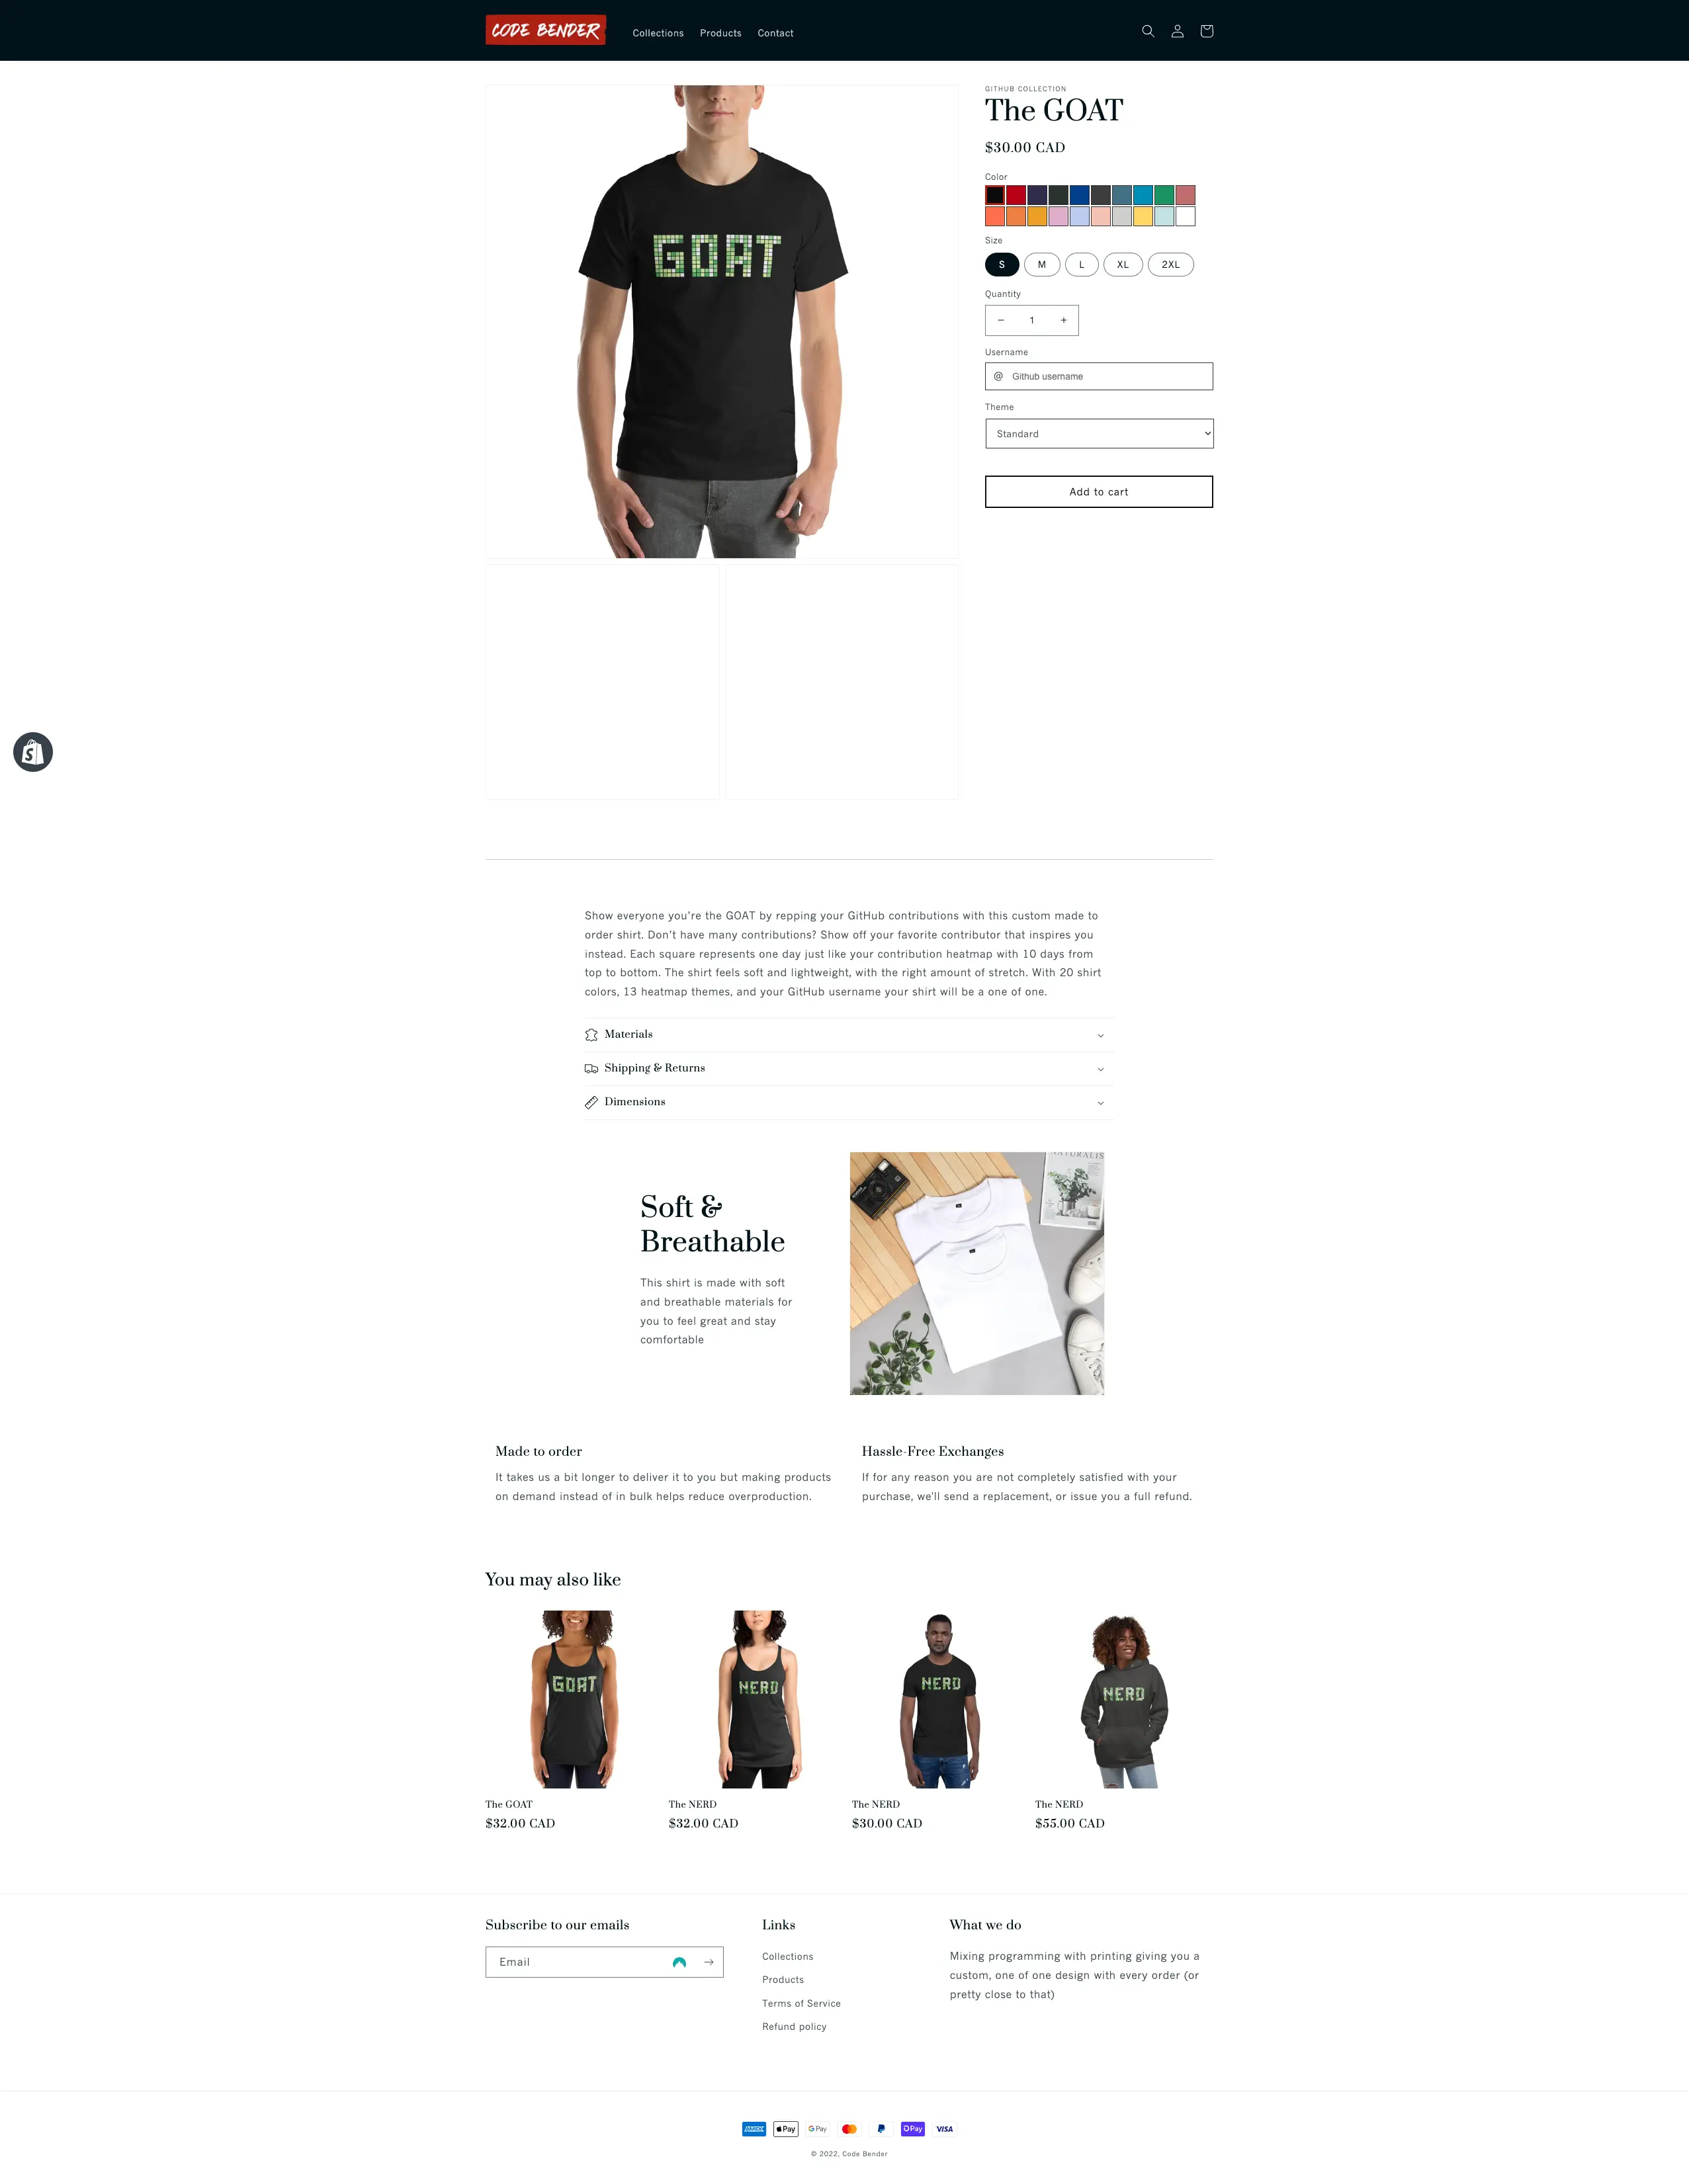 CODE BENDER
Collections
Products
Contact
GITHUB COLLECTION
The GOAT
$30.00 CAD
Color
Size
S
M
L
XL
2XL
Quantity
1
Username
@ Github username
Theme
Standard
Add to cart
GOAT
Show everyone you're the GOAT by repping your GitHub contributions with this custom made to
order shirt. Don't have many contributions? Show off your favorite contributor that inspires you
instead. Each square represents one day just like your contribution heatmap with 10 days from
top to bottom. The shirt feels soft and lightweight, with the right amount of stretch. With 20 shirt
colors, 13 heatmap themes, and your GitHub username your shirt will be a one of one.
Materials
Shipping & Returns
Dimensions
Soft &
Breathable
This shirt is made with soft
and breathable materials for
you to feel great and stay
comfortable
NATURALIS
Made to order
It takes us a bit longer to deliver it to you but making products
on demand instead of in bulk helps reduce overproduction.
Hassle-Free Exchanges
If for any reason you are not completely satisfied with your
purchase, we'll send a replacement, or issue you a full refund.
You may also like
GOAT
NERD
NERD
NERD
The GOAT
$32.00 CAD
The NERD
$32.00 CAD
The NERD
$30.00 CAD
The NERD
$55.00 CAD
Subscribe to our emails
Email
Links
Collections
Products
Terms of Service
Refund policy
What we do
Mixing programming with printing giving you a
custom, one of one design with every order (or
pretty close to that)
AMEX
Pay
G Pay
Pay
VISA
© 2022, Code Bender